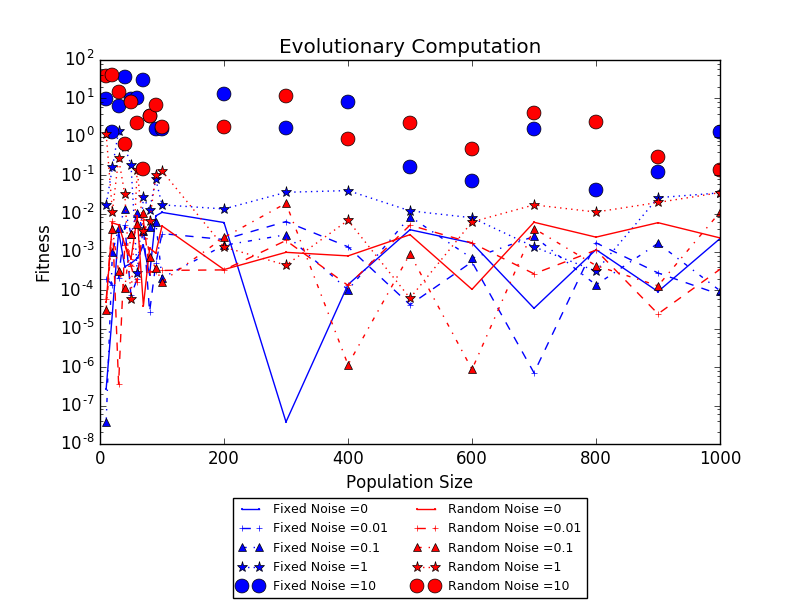 Evolutionary Computation
10^2
10^1
10^0
10^-1
10^-2
10^-3
10^-4
10^-5
10^-6
10^-7
10^-8
Fitness
0 200 400 600 800 1000
Population Size
Fixed Noise =0 Random Noise =0
Fixed Noise =0.01 Random Noise =0.01
Fixed Noise =0.1 Random Noise =0.1
Fixed Noise =1 Random Noise =1
Fixed Noise =10 Random Noise =10